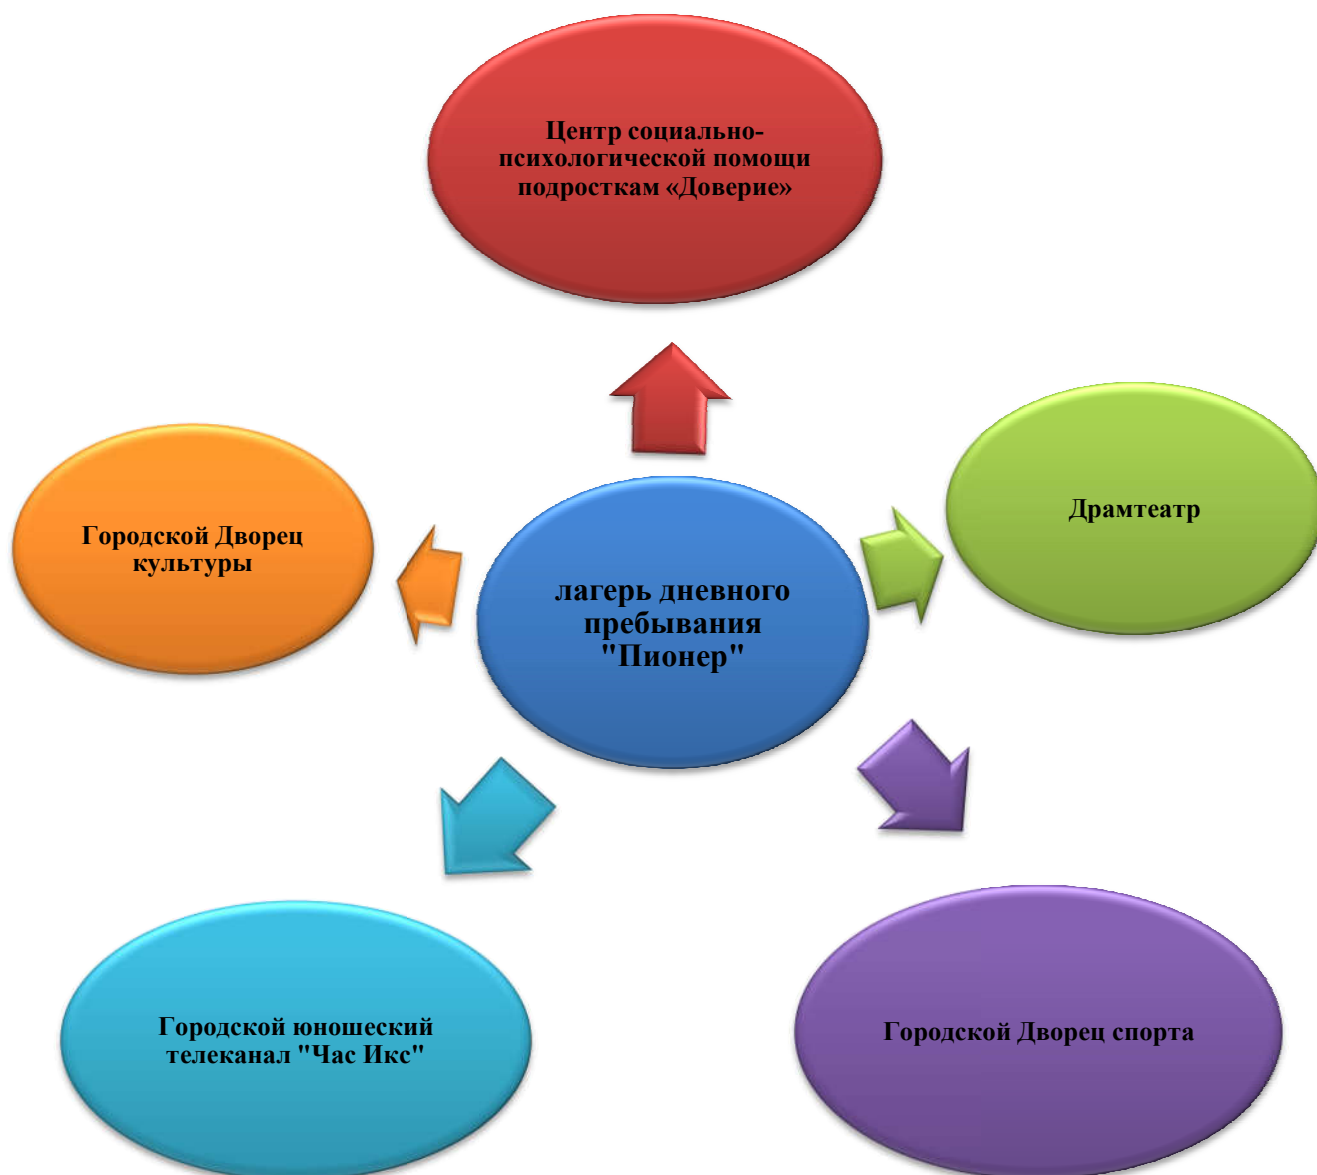 Центр социально-
психологической помощи
подросткам «Доверие»
Драмтеатр
Городской Дворец
культуры
лагерь дневного
пребывания
"Пионер"
Городской юношеский
телеканал "Час Икс"
Городской Дворец спорта